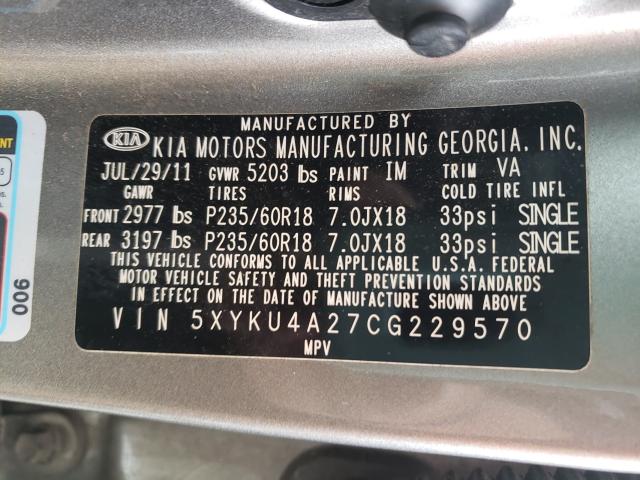 MANUFACTURED BY
KIA KIA MOTORS MANUFACTURING GEORGIA, INC.
JUL/29/11 GVWR 5203 lbs PAINT IM TRIM VA
GAWR TIRES RIMS COLD TIRE INFL
FRONT 2977 lbs P235/60R18 7.0JX18 33psi SINGLE
REAR 3197 lbs P235/60R18 7.0JX18 33psi SINGLE
THIS VEHICLE CONFORMS TO ALL APPLICABLE U.S.A. FEDERAL
MOTOR VEHICLE SAFETY AND THEFT PREVENTION STANDARDS
IN EFFECT ON THE DATE OF MANUFACTURE SHOWN ABOVE
VIN 5XYKU4A27CG229570
MPV
006